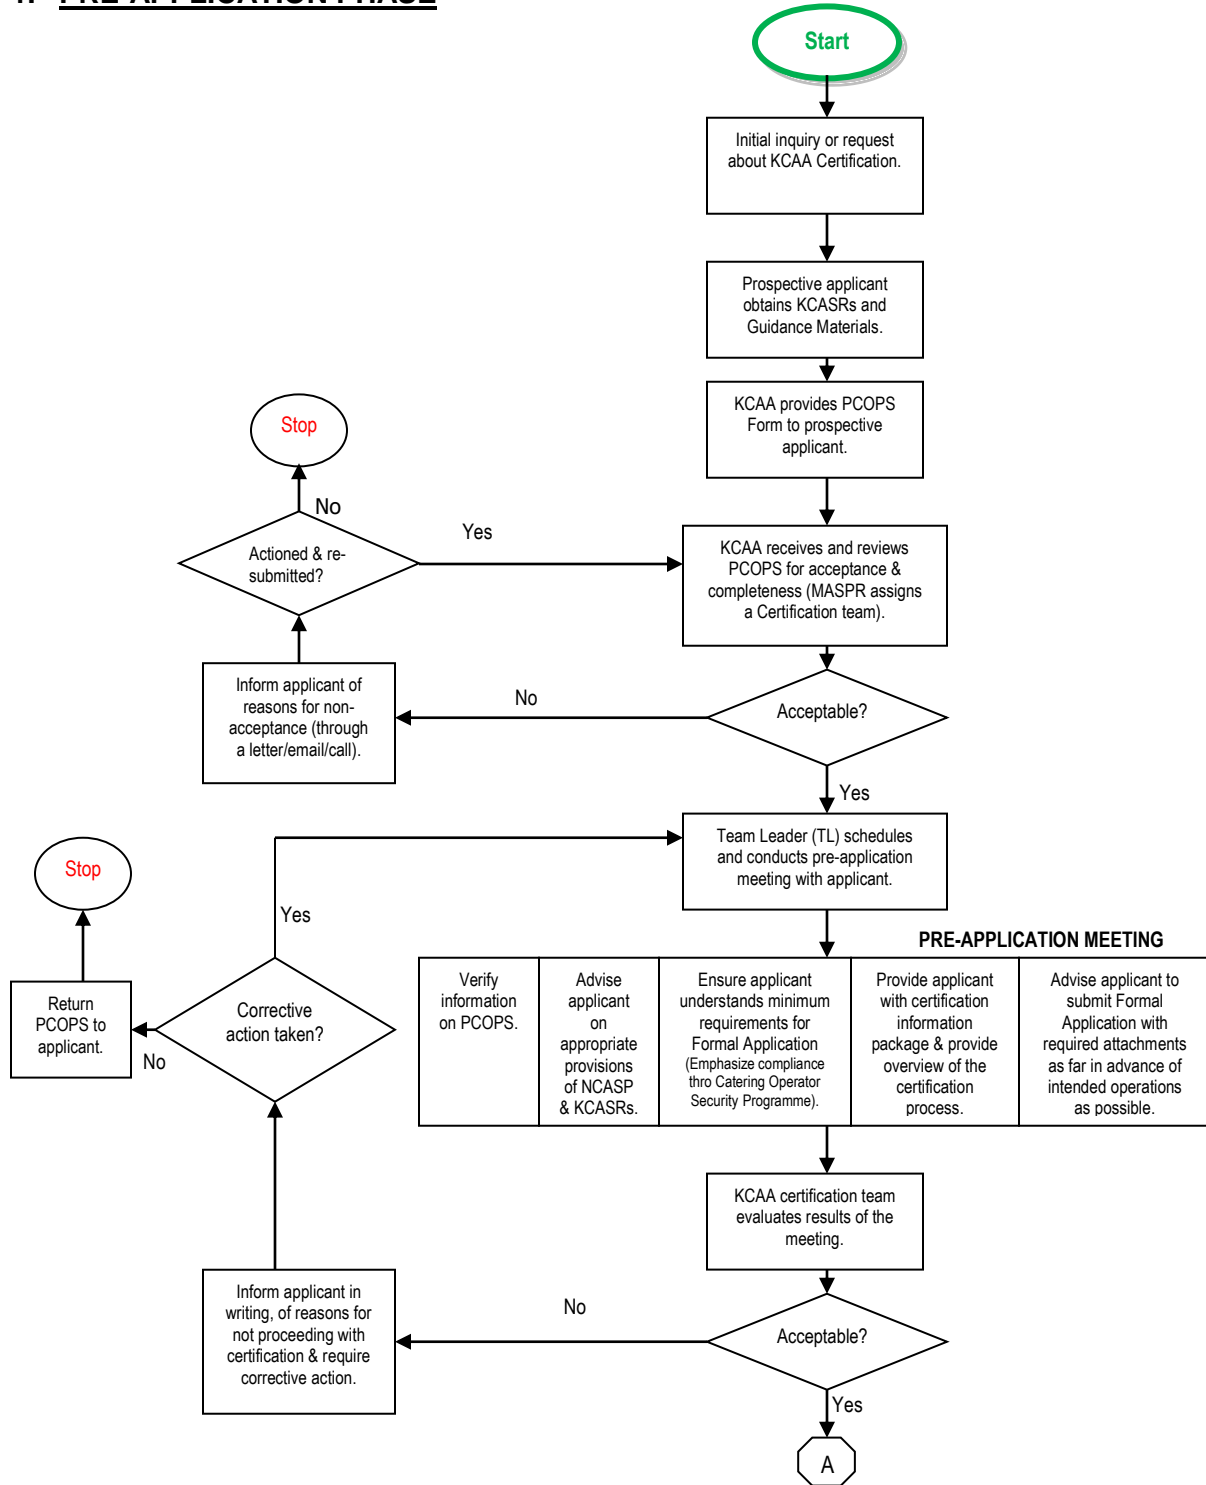 PRE-APPLICATION PHASE
Start
Initial inquiry or request
about KCAA Certification.
Prospective applicant
obtains KCASRs and
Guidance Materials.
KCAA provides PCOPS
Form to prospective
applicant.
Stop
No
Actioned & re-
submitted?
Yes
KCAA receives and reviews
PCOPS for acceptance &
completeness (MASPR assigns
a Certification team).
Inform applicant of
reasons for non-
acceptance (through
a letter/email/call).
No
Acceptable?
Yes
Team Leader (TL) schedules
and conducts pre-application
meeting with applicant.
Stop
Yes
Return
PCOPS to
applicant.
No
Corrective
action taken?
PRE-APPLICATION MEETING
Verify
information
on PCOPS.
Advise
applicant
on
appropriate
provisions
of NCASP
& KCASRs.
Ensure applicant
understands minimum
requirements for
Formal Application
(Emphasize compliance
thro Catering Operator
Security Programme).
Provide applicant
with certification
information
package & provide
overview of the
certification
process.
Advise applicant to
submit Formal
Application with
required attachments
as far in advance of
intended operations
as possible.
KCAA certification team
evaluates results of the
meeting.
Inform applicant in
writing, of reasons for
not proceeding with
certification & require
corrective action.
No
Acceptable?
Yes
A